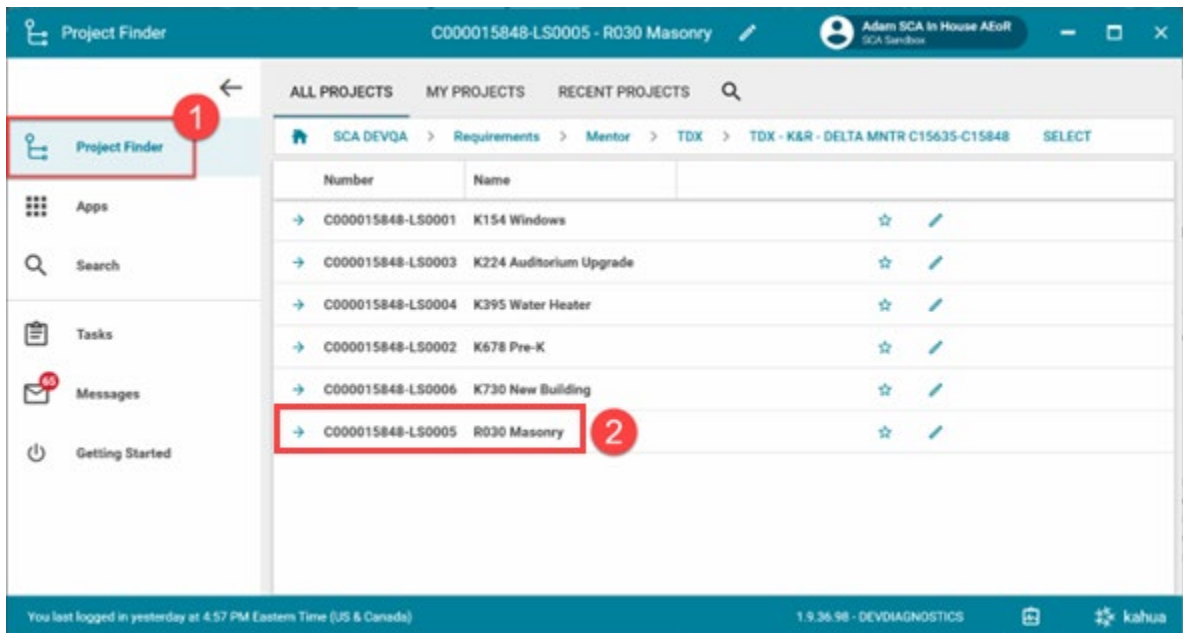 Project Finder
C000015848-LS0005 - R030 Masonry
Adam SCA In House AEoR
SCA Sandbox
1
Project Finder
Apps
Search
Tasks
65
Messages
Getting Started
ALL PROJECTS MY PROJECTS RECENT PROJECTS
SCA DEVQA > Requirements > Mentor > TDX > TDX - K&R - DELTA MNTR C15635-C15848 SELECT
Number Name
C000015848-LS0001 K154 Windows
C000015848-LS0003 K224 Auditorium Upgrade
C000015848-LS0004 K395 Water Heater
C000015848-LS0002 K678 Pre-K
C000015848-LS0006 K730 New Building
C000015848-LS0005 R030 Masonry
2
You last logged in yesterday at 4:57 PM Eastern Time (US & Canada)
1.9.36.98 - DEVDIAGNOSTICS
kahua